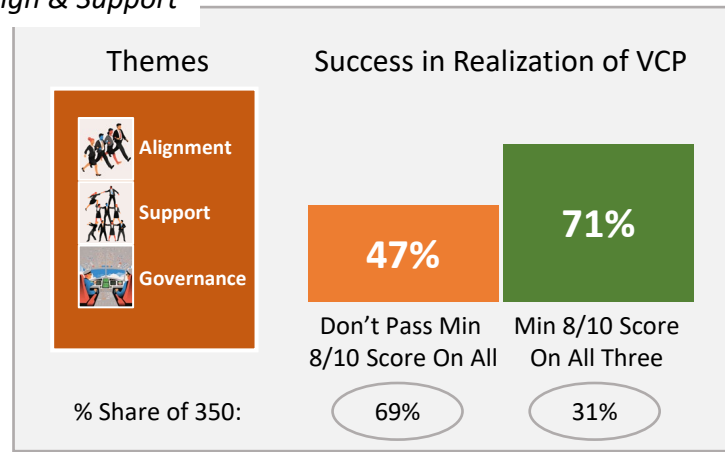 & Support
Themes
Success in Realization of VCP
Alignment
Support
Governance
47%
71%
Don't Pass Min
8/10 Score On All
Min 8/10 Score
On All Three
% Share of 350:
69%
31%